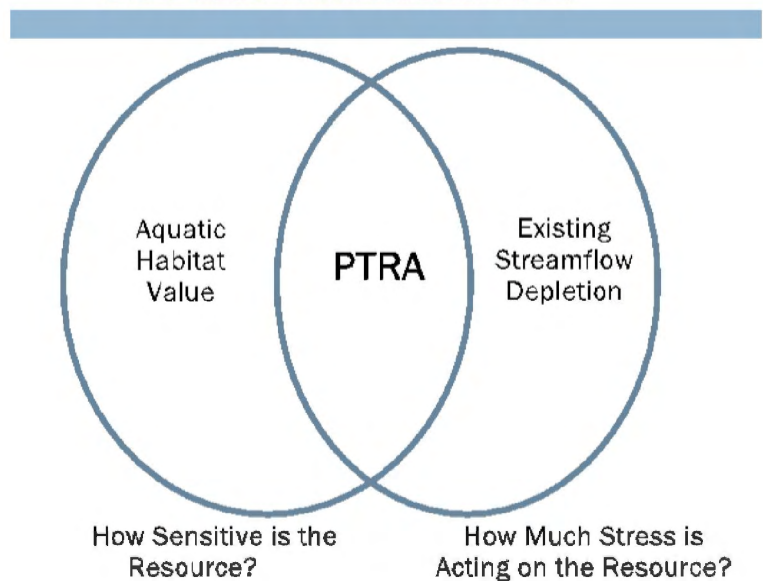 Aquatic
Habitat
Value
PTRA
Existing
Streamflow
Depletion
How Sensitive is the
Resource?
How Much Stress is
Acting on the Resource?